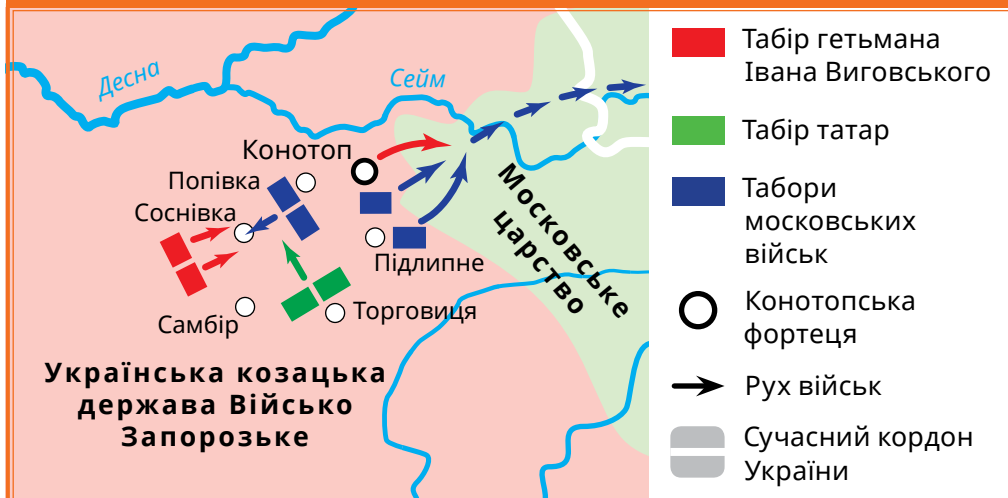 Десна
Сейм
Конотоп
Попівка
Соснівка
Підлипне
Самбір
Торговиця
Московське
царство
Українська козацька
держава Військо
Запорозьке
Табір гетьмана
Івана Виговського
Табір татар
Табори
московських
військ
Конотопська
фортеця
Рух військ
Сучасний кордон
України